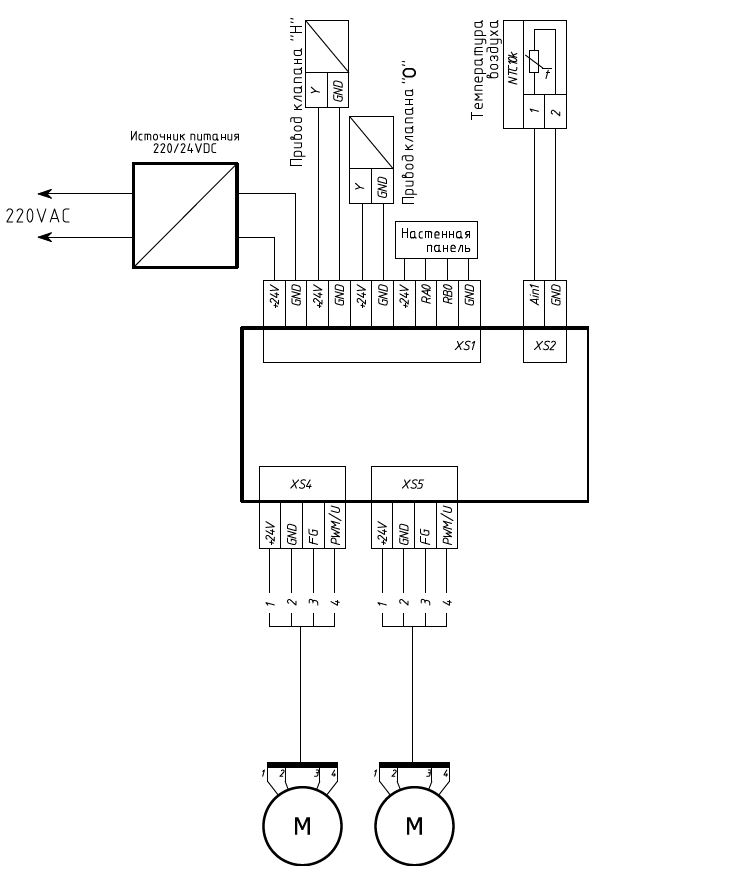 Привод клапана "Н"
Y
GND
Привод клапана "О"
Y
GND
Температура
воздуха
NTC10k
t
1
2
Источник питания
220/24VDC
220VAC
Настенная
панель
+24V
GND
+24V
GND
+24V
GND
+24V
RA0
RB0
GND
Ain1
GND
XS1
XS2
XS4
XS5
+24V
GND
FG
PWM/U
+24V
GND
FG
PWM/U
1
2
3
4
1
2
3
4
1
2
3
4
1
2
3
4
M
M